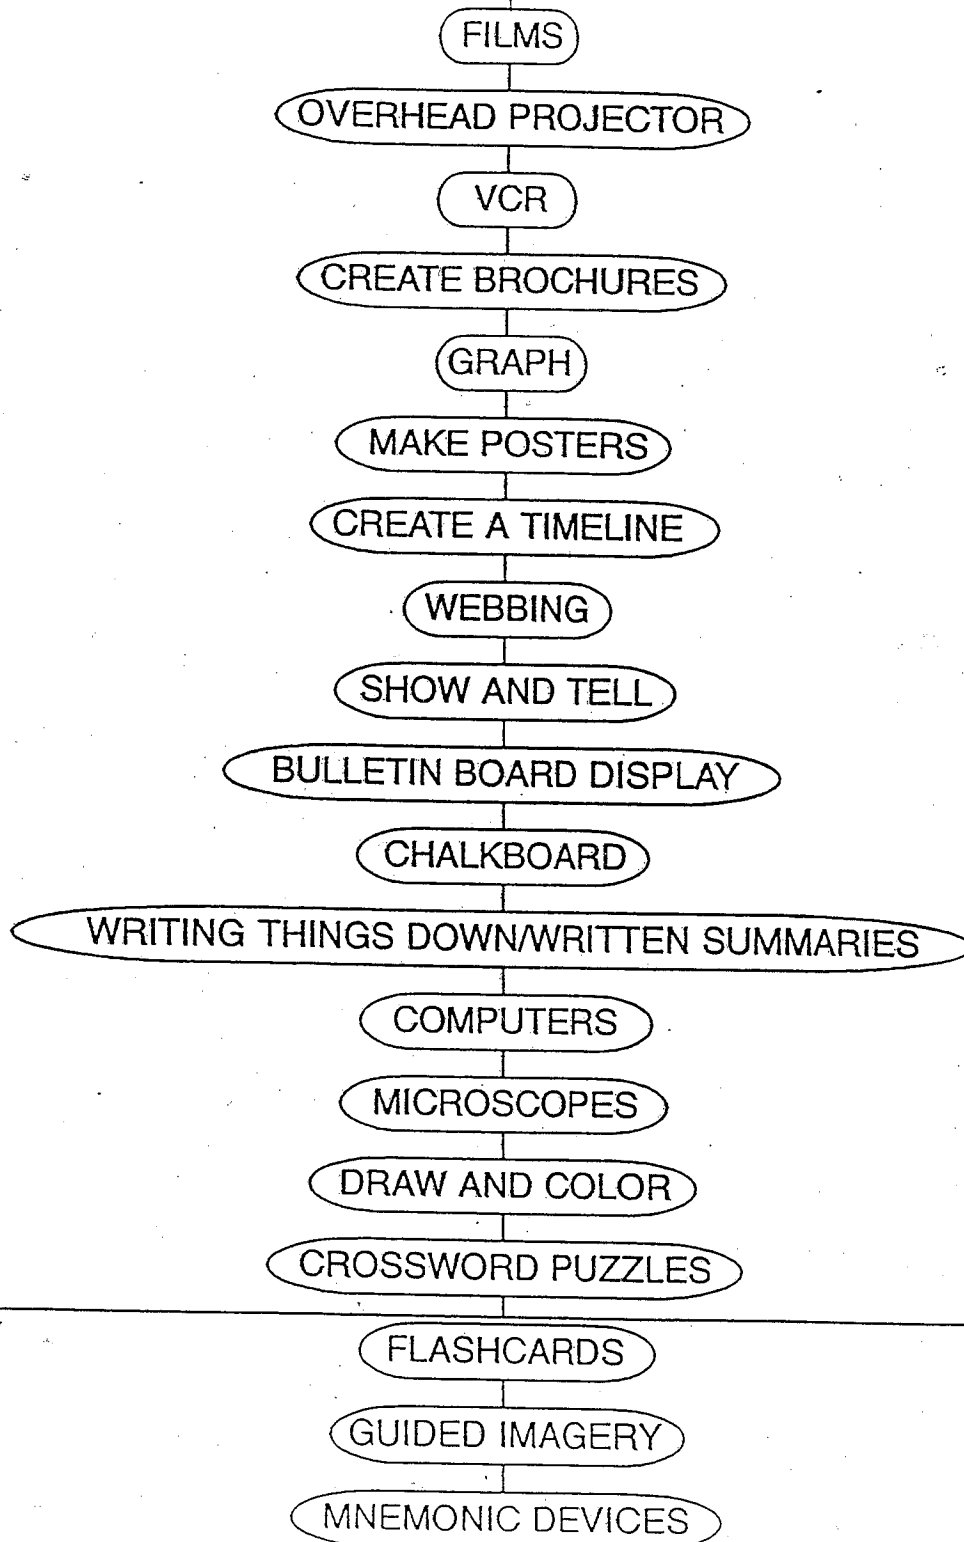 FILMS
OVERHEAD PROJECTOR
VCR
CREATE BROCHURES
GRAPH
MAKE POSTERS
CREATE A TIMELINE
WEBBING
SHOW AND TELL
BULLETIN BOARD DISPLAY
CHALKBOARD
WRITING THINGS DOWN/WRITTEN SUMMARIES
COMPUTERS
MICROSCOPES
DRAW AND COLOR
CROSSWORD PUZZLES
FLASHCARDS
GUIDED IMAGERY
MNEMONIC DEVICES